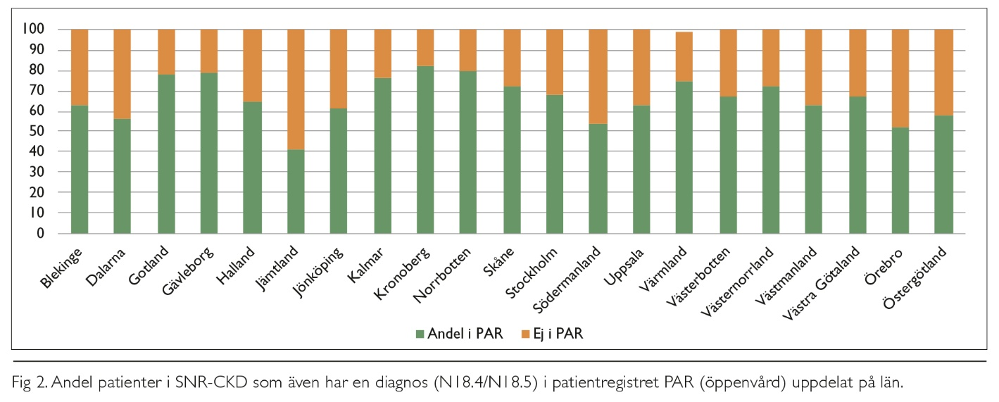 100
90
80
70
60
50
40
30
20
10
0
Blekinge
Dalarna
Gotland
Gävleborg
Halland
Jämtland
Jönköping
Kalmar
Kronoberg
Norrbotten
Skåne
Stockholm
Södermanland
Uppsala
Värmland
Västerbotten
Västernorrland
Västmanland
Västra Götaland
Örebro
Östergötland
Andel i PAR Ej i PAR
Fig 2. Andel patienter i SNR-CKD som även har en diagnos (N18.4/N18.5) i patientregistret PAR (öppenvård) uppdelat på län.